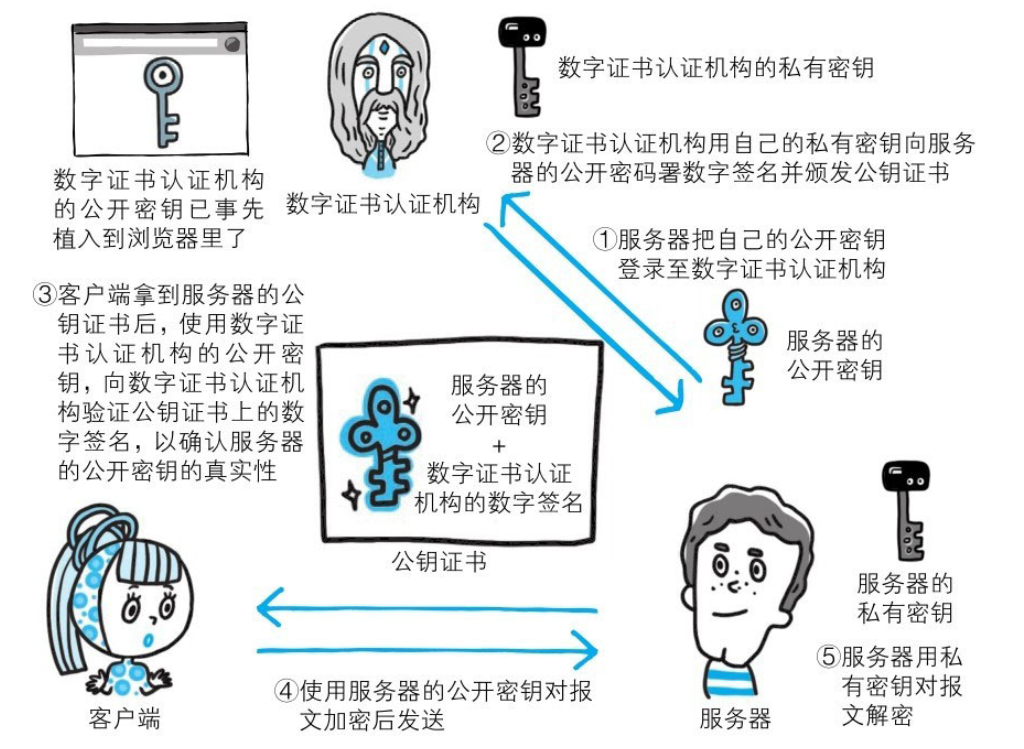 数字证书认证机构的私有密钥
②数字证书认证机构用自己的私有密钥向服务
器的公开密码署数字签名并颁发公钥证书
数字证书认证机构
的公开密钥已事先
植入到浏览器里了
数字证书认证机构
①服务器把自己的公开密钥
登录至数字证书认证机构
③客户端拿到服务器的公
钥证书后，使用数字证
书认证机构的公开密
钥，向数字证书认证机
构验证公钥证书上的数
字签名，以确认服务器
的公开密钥的真实性
服务器的
公开密钥
服务器的
公开密钥
+
数字证书认证
机构的数字签名
公钥证书
服务器的
私有密钥
④使用服务器的公开密钥对报
文加密后发送
⑤服务器用私
有密钥对报
文解密
客户端
服务器